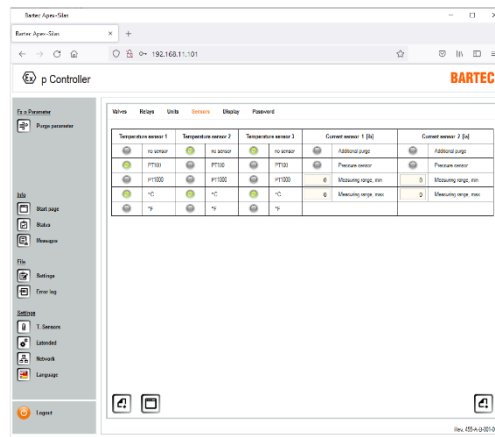 Bartec Apex-Silas
Bartec Apex-Silas
192.168.11.101
Ex p Controller
BARTEC
Ex p Parameter
Purge parameter
Info
Start page
Status
Messages
File
Settings
Error log
Settings
T. Sensors
Extended
Network
Language
Logout
Valves Relays Units Sensors Display Password
Temperature sensor 1 Temperature sensor 2 Temperature sensor 3 Current sensor 1 [Is] Current sensor 2 [Is]
no sensor no sensor no sensor Additional purge Additional purge
PT100 PT100 PT100 Pressure sensor Pressure sensor
PT1000 PT1000 PT1000 0 Measuring range, min 0 Measuring range, min
°C °C °C 0 Measuring range, max 0 Measuring range, max
°F °F °F